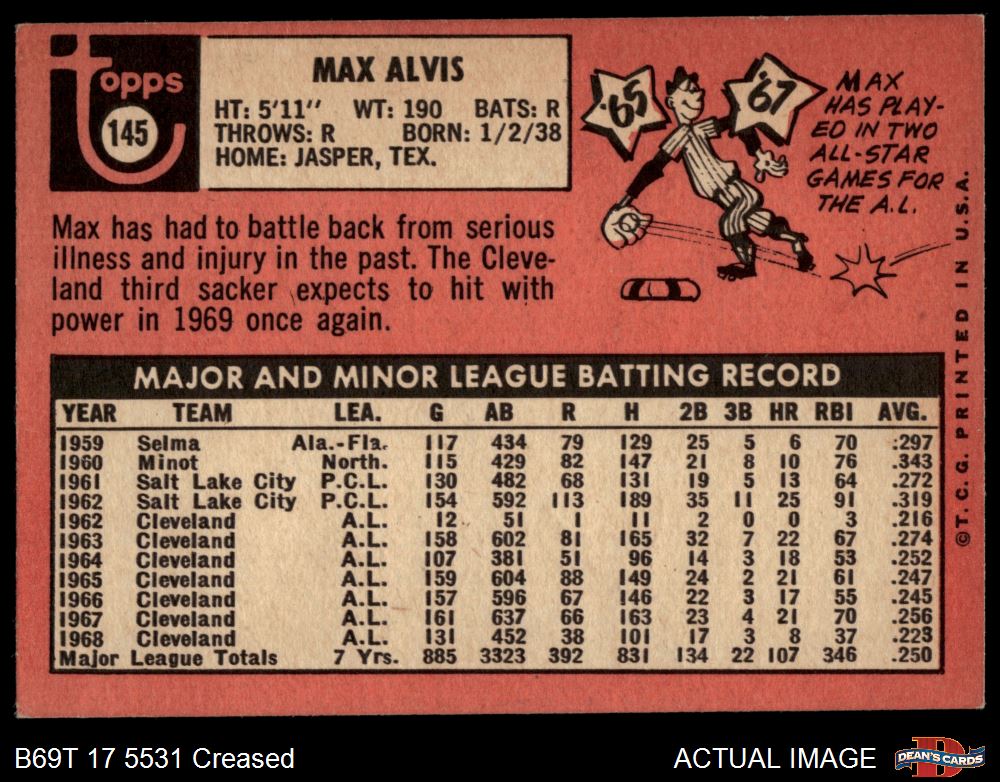 topps
145
MAX ALVIS
HT: 5'11'' WT: 190 BATS: R
THROWS: R BORN: 1/2/38
HOME: JASPER, TEX.
'65
'67
MAX
HAS PLAY-
ED IN TWO
ALL-STAR
GAMES FOR
THE A.L.
Max has had to battle back from serious
illness and injury in the past. The Cleve-
land third sacker expects to hit with
power in 1969 once again.
MAJOR AND MINOR LEAGUE BATTING RECORD
YEAR TEAM LEA. G AB R H 2B 3B HR RBI AVG.
1959 Selma Ala.-Fla. 117 434 79 129 25 5 6 70 .297
1960 Minot North. 115 429 82 147 21 8 10 76 .343
1961 Salt Lake City P.C.L. 130 482 68 131 19 5 13 64 .272
1962 Salt Lake City P.C.L. 154 592 113 189 35 11 25 91 .319
1962 Cleveland A.L. 12 51 1 11 2 0 0 3 .216
1963 Cleveland A.L. 158 602 81 165 32 7 22 67 .274
1964 Cleveland A.L. 107 381 51 96 14 3 18 53 .252
1965 Cleveland A.L. 159 604 88 149 24 2 21 61 .247
1966 Cleveland A.L. 157 596 67 146 22 3 17 55 .245
1967 Cleveland A.L. 161 637 66 163 23 4 21 70 .256
1968 Cleveland A.L. 131 452 38 101 17 3 8 37 .223
Major League Totals 7 Yrs. 885 3323 392 831 134 22 107 346 .250
©T.C.G. PRINTED IN U.S.A.
B69T 17 5531 Creased
ACTUAL IMAGE
D
DEAN'S CARDS